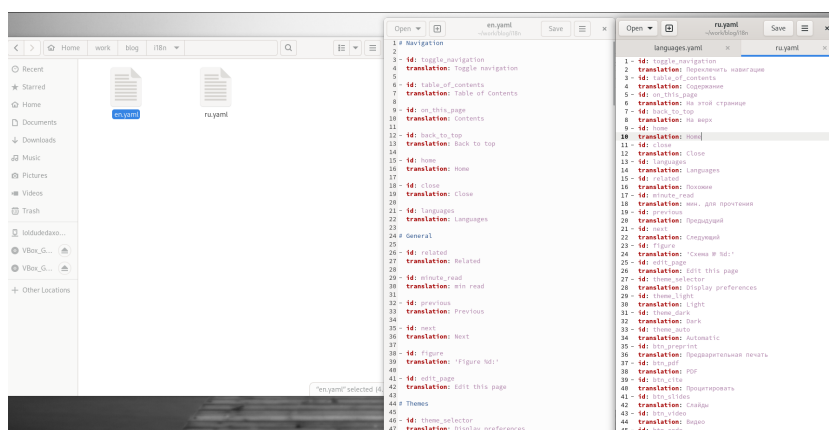 Home work blog i18n
Recent
Starred
Home
Documents
Downloads
Music
Pictures
Videos
Trash
loldudedaxo...
VBox_G...
VBox_G...
+ Other Locations
en.yaml
ru.yaml
"en.yaml" selected (4,
Open
en.yaml
~/work/blog/i18n
Save
1 # Navigation
2
3 - id: toggle_navigation
4 translation: Toggle navigation
5
6 - id: table_of_contents
7 translation: Table of Contents
8
9 - id: on_this_page
10 translation: Contents
11
12 - id: back_to_top
13 translation: Back to top
14
15 - id: home
16 translation: Home
17
18 - id: close
19 translation: Close
20
21 - id: languages
22 translation: Languages
23
24 # General
25
26 - id: related
27 translation: Related
28
29 - id: minute_read
30 translation: min read
31
32 - id: previous
33 translation: Previous
34
35 - id: next
36 translation: Next
37
38 - id: figure
39 translation: 'Figure %d:'
40
41 - id: edit_page
42 translation: Edit this page
43
44 # Themes
45
46 - id: theme_selector
47 translation: Display preferences
Open
ru.yaml
~/work/blog/i18n
Save
languages.yaml
ru.yaml
1 - id: toggle_navigation
2 translation: Переключить навигацию
3 - id: table_of_contents
4 translation: Содержание
5 - id: on_this_page
6 translation: На этой странице
7 - id: back_to_top
8 translation: На верх
9 - id: home
10 translation: Home
11 - id: close
12 translation: Close
13 - id: languages
14 translation: Languages
15 - id: related
16 translation: Похожие
17 - id: minute_read
18 translation: мин. для прочтения
19 - id: previous
20 translation: Предыдущий
21 - id: next
22 translation: Следующий
23 - id: figure
24 translation: 'Схема # %d:'
25 - id: edit_page
26 translation: Edit this page
27 - id: theme_selector
28 translation: Display preferences
29 - id: theme_light
30 translation: Light
31 - id: theme_dark
32 translation: Dark
33 - id: theme_auto
34 translation: Automatic
35 - id: btn_preprint
36 translation: Предварительная печать
37 - id: btn_pdf
38 translation: PDF
39 - id: btn_cite
40 translation: Процитировать
41 - id: btn_slides
42 translation: Слайды
43 - id: btn_video
44 translation: Видео
45 - id: btn_code